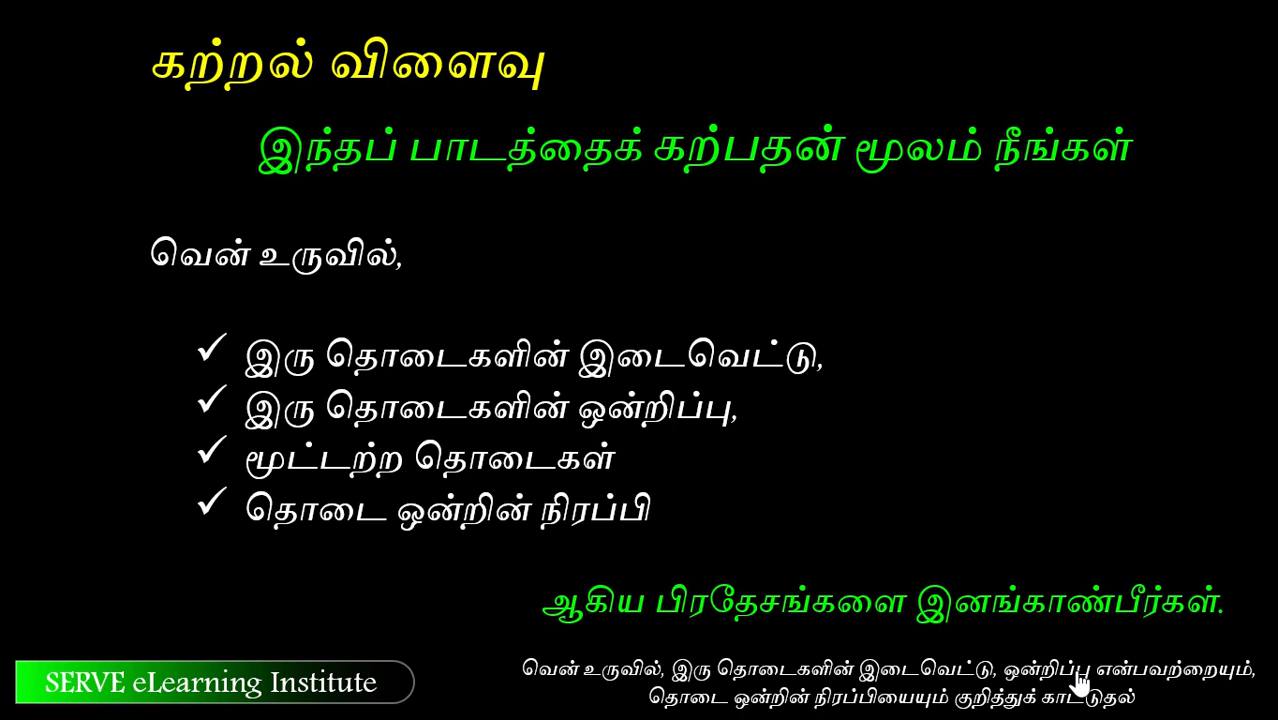 கற்றல் விளைவு
இந்தப் பாடத்தைக் கற்பதன் மூலம் நீங்கள்
வென் உருவில்,
✓ இரு தொடைகளின் இடைவெட்டு,
✓ இரு தொடைகளின் ஒன்றிப்பு,
✓ மூட்டற்ற தொடைகள்
✓ தொடை ஒன்றின் நிரப்பி
ஆகிய பிரதேசங்களை இனங்காண்பீர்கள்.
SERVE eLearning Institute
வென் உருவில், இரு தொடைகளின் இடைவெட்டு, ஒன்றிப்பு என்பவற்றையும்,
தொடை ஒன்றின் நிரப்பியையும் குறித்துக் காட்டுதல்